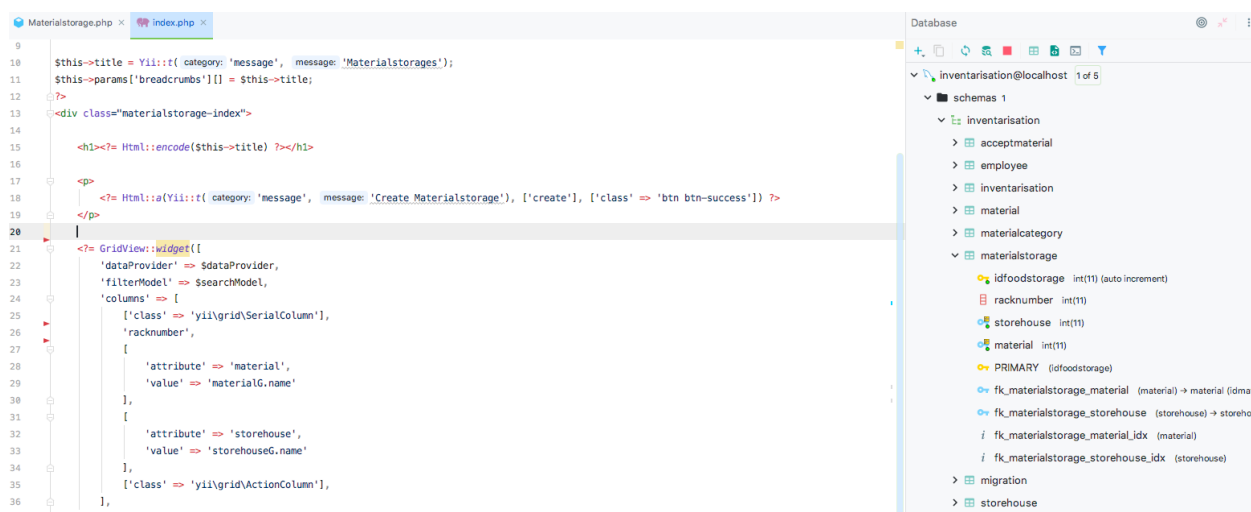 Materialstorage.php × index.php ×
9
10 $this->title = Yii::t( category: 'message', message: 'Materialstorages');
11 $this->params['breadcrumbs'][] = $this->title;
12 ?>
13 <div class="materialstorage-index">
14
15 <h1><?= Html::encode($this->title) ?></h1>
16
17 <p>
18 <?= Html::a(Yii::t( category: 'message', message: 'Create Materialstorage'), ['create'], ['class' => 'btn btn-success']) ?>
19 </p>
20
21 <?= GridView::widget([
22 'dataProvider' => $dataProvider,
23 'filterModel' => $searchModel,
24 'columns' => [
25 ['class' => 'yii\grid\SerialColumn'],
26 'racknumber',
27 [
28 'attribute' => 'material',
29 'value' => 'materialG.name'
30 ],
31 [
32 'attribute' => 'storehouse',
33 'value' => 'storehouseG.name'
34 ],
35 ['class' => 'yii\grid\ActionColumn'],
36 ],
Database
inventarisation@localhost 1 of 5
schemas 1
inventarisation
acceptmaterial
employee
inventarisation
material
materialcategory
materialstorage
idfoodstorage int(11) (auto increment)
racknumber int(11)
storehouse int(11)
material int(11)
PRIMARY (idfoodstorage)
fk_materialstorage_material (material) → material (idma
fk_materialstorage_storehouse (storehouse) → storeho
i fk_materialstorage_material_idx (material)
i fk_materialstorage_storehouse_idx (storehouse)
migration
storehouse